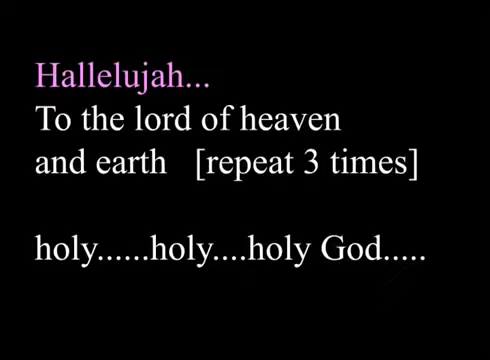 Hallelujah...
To the lord of heaven
and earth [repeat 3 times]
holy......holy....holy God.....